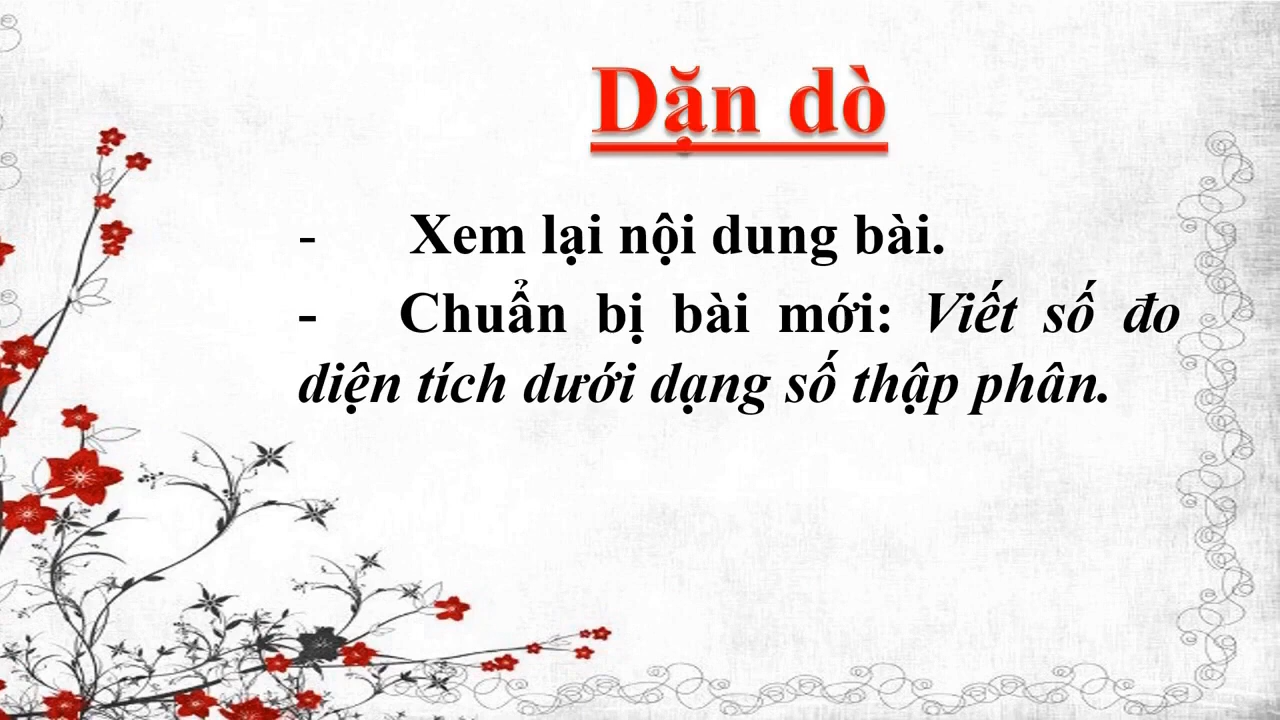 Dặn dò
- Xem lại nội dung bài.
- Chuẩn bị bài mới: Viết số đo
diện tích dưới dạng số thập phân.